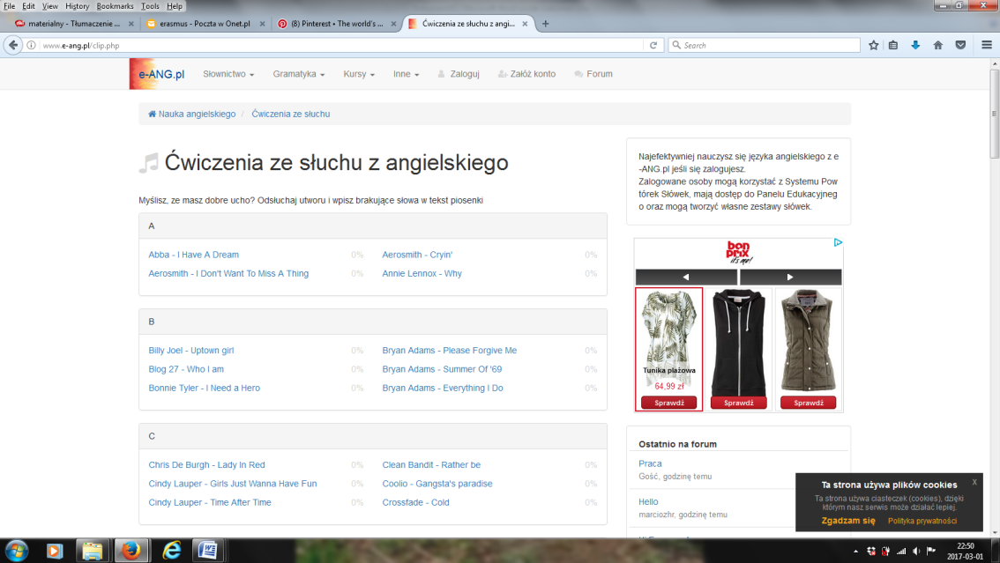 File Edit View History Bookmarks Tools Help
materialny - Tłumaczenie ... × erasmus - Poczta w Onet.pl × (8) Pinterest • The world's ... × Ćwiczenia ze słuchu z angi... × +
www.e-ang.pl/clip.php Search
e-ANG.pl Słownictwo Gramatyka Kursy Inne Zaloguj Załóż konto Forum
Nauka angielskiego / Ćwiczenia ze słuchu
Ćwiczenia ze słuchu z angielskiego
Myślisz, ze masz dobre ucho? Odsłuchaj utworu i wpisz brakujące słowa w tekst piosenki
A
Abba - I Have A Dream 0% Aerosmith - Cryin' 0%
Aerosmith - I Don't Want To Miss A Thing 0% Annie Lennox - Why 0%
B
Billy Joel - Uptown girl 0% Bryan Adams - Please Forgive Me 0%
Blog 27 - Who I am 0% Bryan Adams - Summer Of '69 0%
Bonnie Tyler - I Need a Hero 0% Bryan Adams - Everything I Do 0%
C
Chris De Burgh - Lady In Red 0% Clean Bandit - Rather be 0%
Cindy Lauper - Girls Just Wanna Have Fun 0% Coolio - Gangsta's paradise 0%
Cindy Lauper - Time After Time 0% Crossfade - Cold 0%
Najefektywniej nauczysz się języka angielskiego z e
-ANG.pl jeśli się zalogujesz.
Zalogowane osoby mogą korzystać z Systemu Pow
tórek Słówek, mają dostęp do Panelu Edukacyjneg
o oraz mogą tworzyć własne zestawy słówek.
bon
prix
it's me!
Tunika plażowa
64,99 zł
Sprawdź Sprawdź Sprawdź
Ostatnio na forum
Praca
Gość, godzinę temu
Hello
marciozhr, godzinę temu
Ta strona używa plików cookies x
Ta strona używa ciasteczek (cookies), dzięki
którym nasz serwis może działać lepiej.
Zgadzam się Polityka prywatności
22:50
2017-03-01